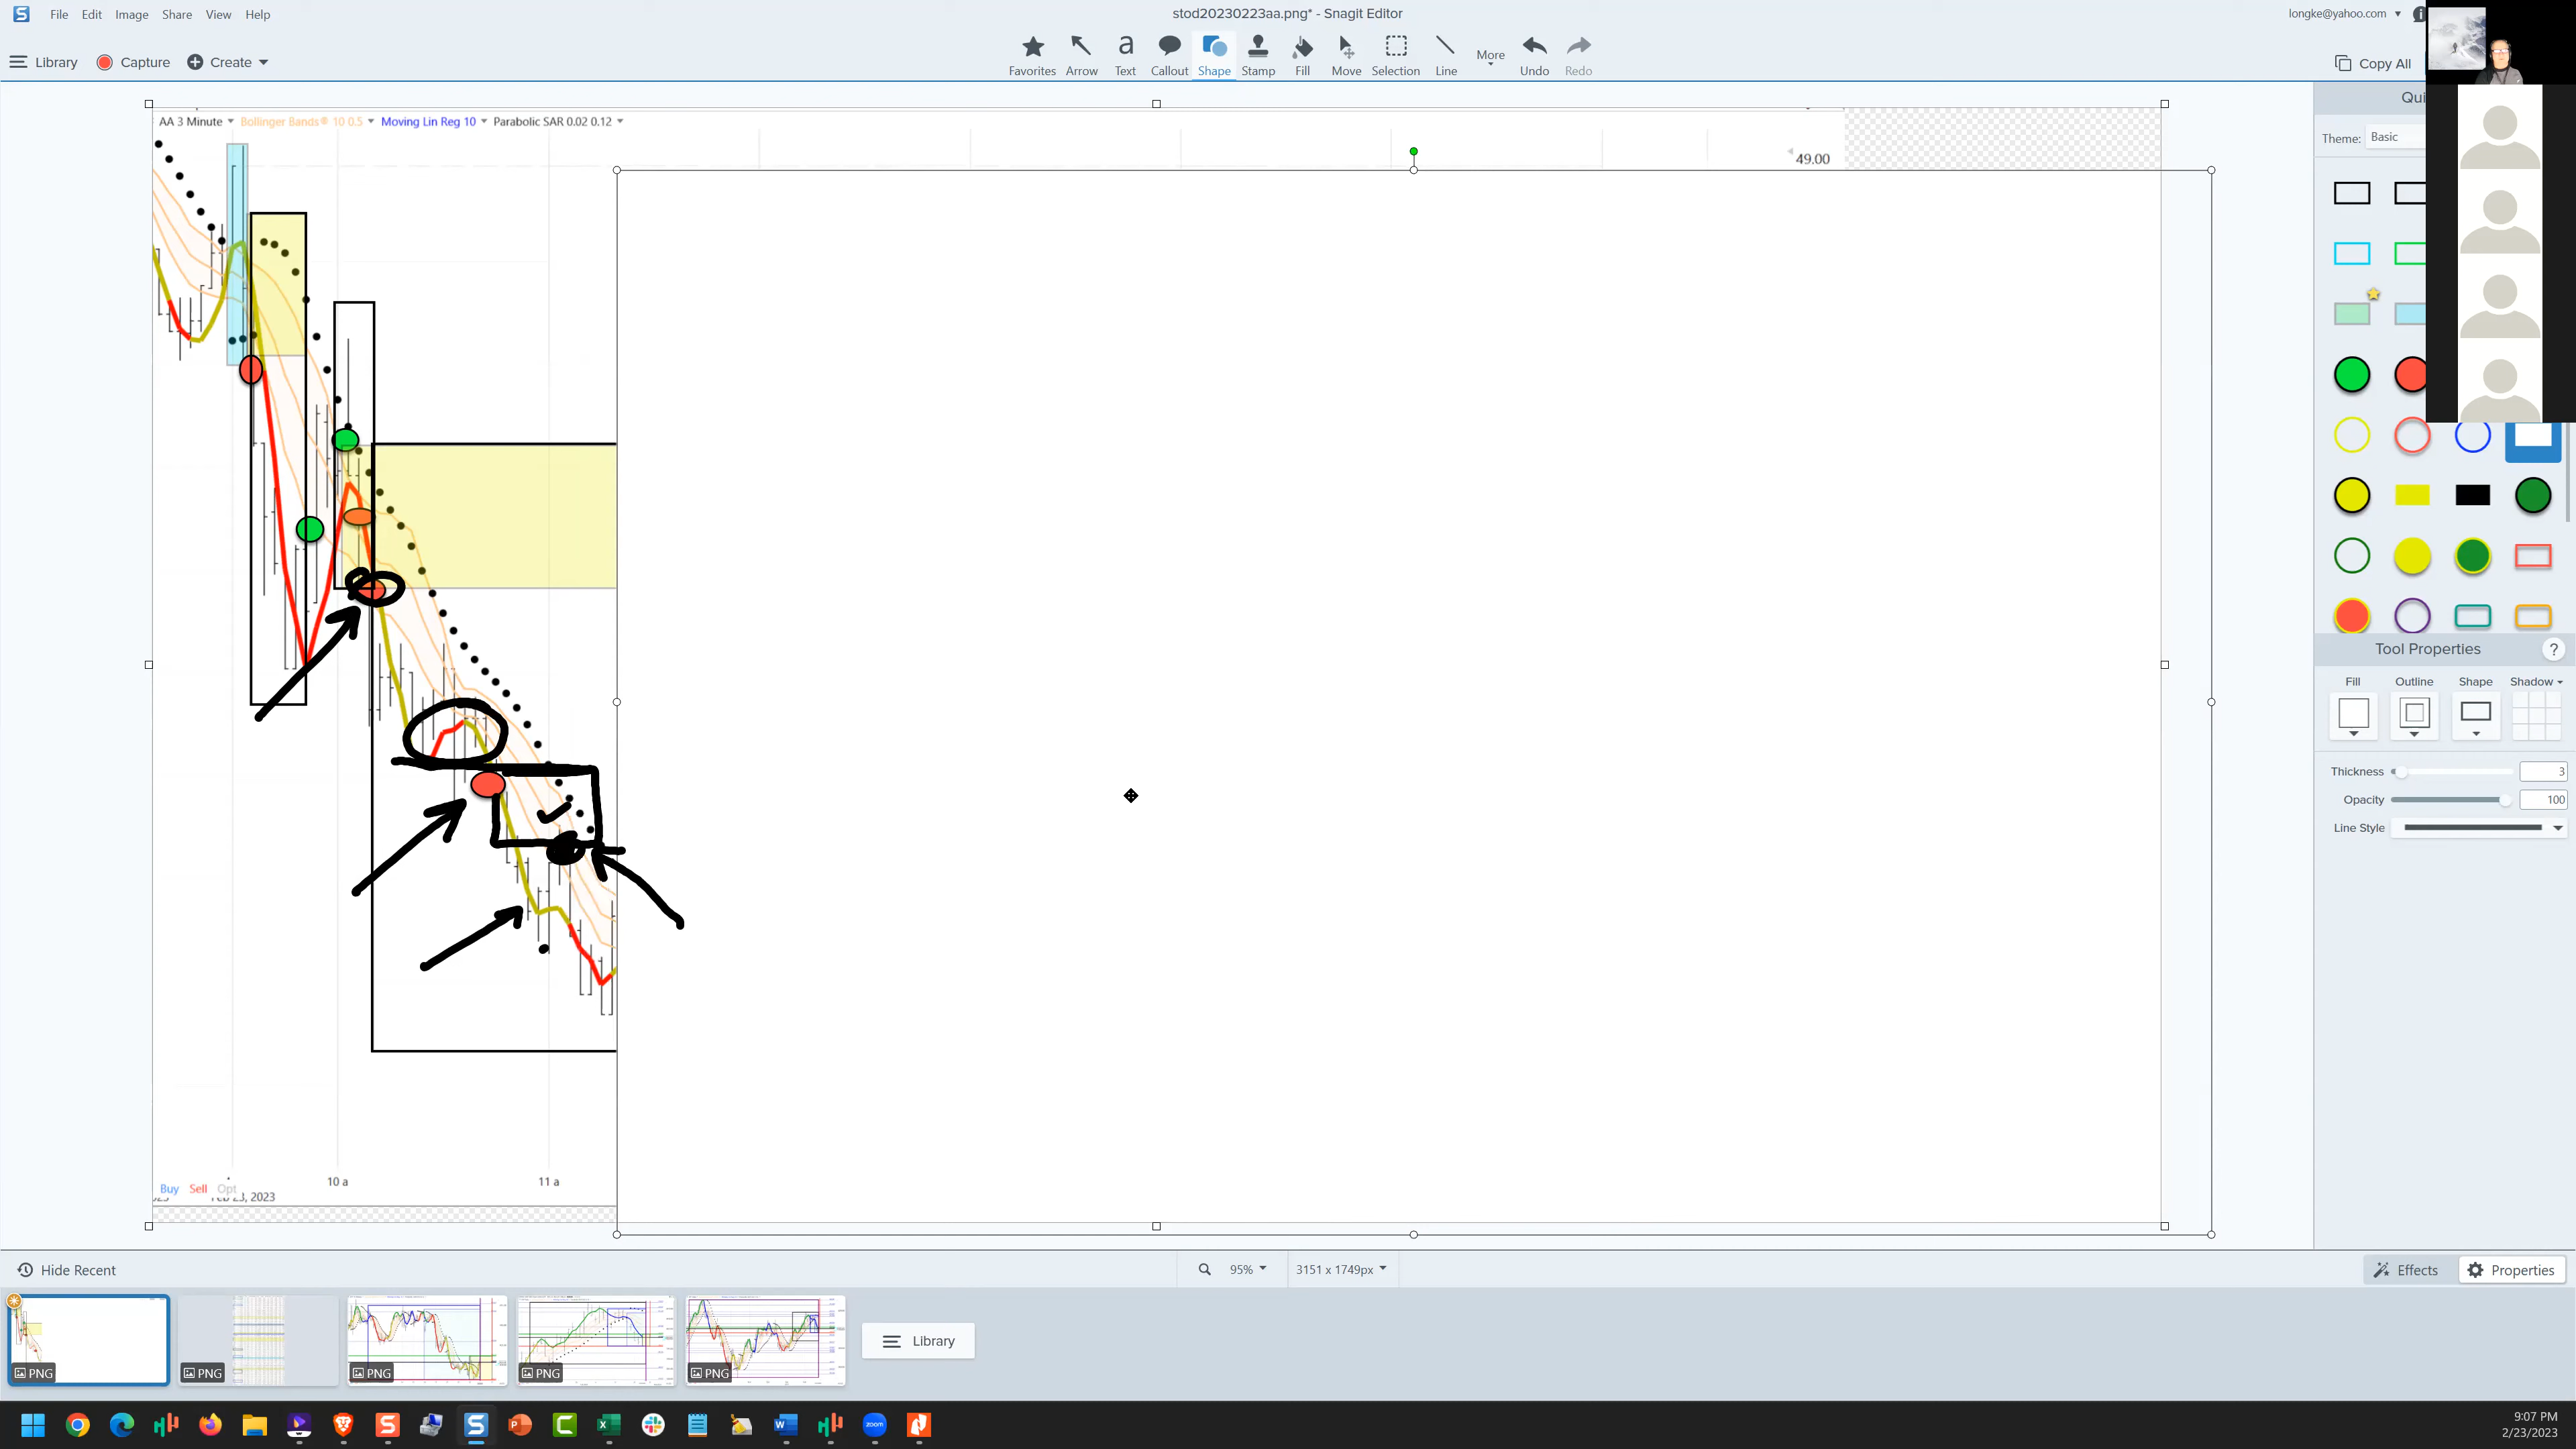 File Edit Image Share View Help
stod20230223aa.png* - Snagit Editor
longke@yahoo.com
Library Capture Create
Favorites Arrow Text Callout Shape Stamp Fill Move Selection Line More Undo Redo
Copy All
Theme: Basic
AA 3 Minute Bollinger Bands® 10 0.5 Moving Lin Reg 10 Parabolic SAR 0.02 0.12
49.00
Tool Properties ?
Fill Outline Shape Shadow
Thickness 3
Opacity 100
Line Style
10 a 11 a
Buy Sell Opt
23, 2023
Hide Recent
95% 3151 x 1749px
Effects Properties
PNG PNG PNG PNG PNG
Library
zoom
9:07 PM
2/23/2023